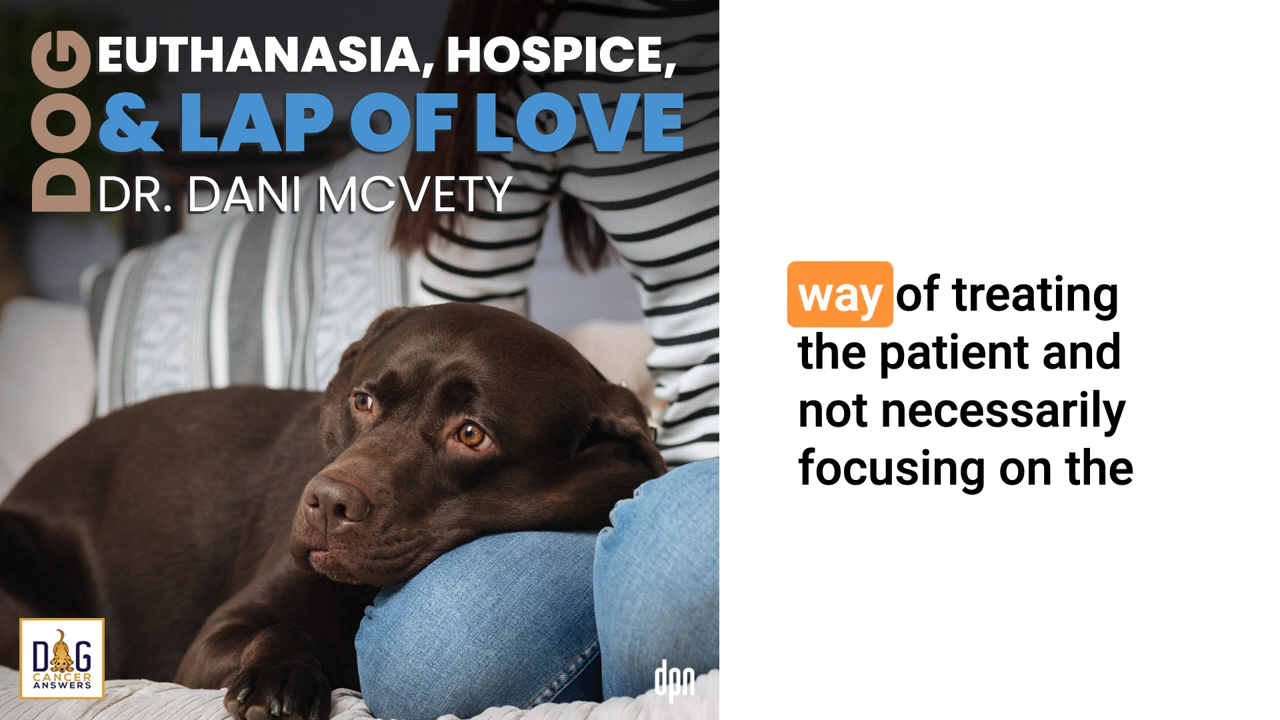 DOG
EUTHANASIA, HOSPICE,
& LAP OF LOVE
DR. DANI MCVETY
way of treating
the patient and
not necessarily
focusing on the
DOG
CANCER
ANSWERS
dpn